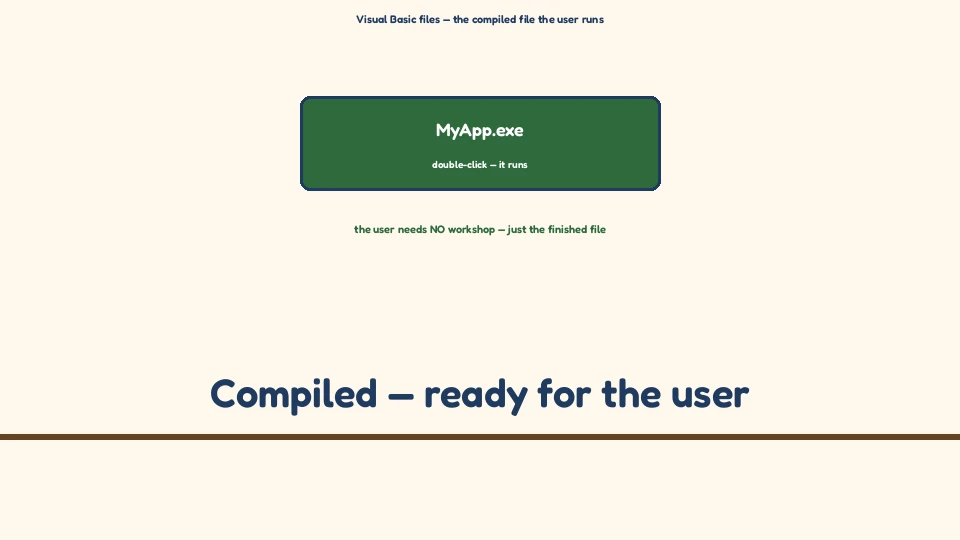 Visual Basic files — the compiled file the user runs
MyApp.exe
double-click — it runs
the user needs NO workshop — just the finished file
Compiled — ready for the user